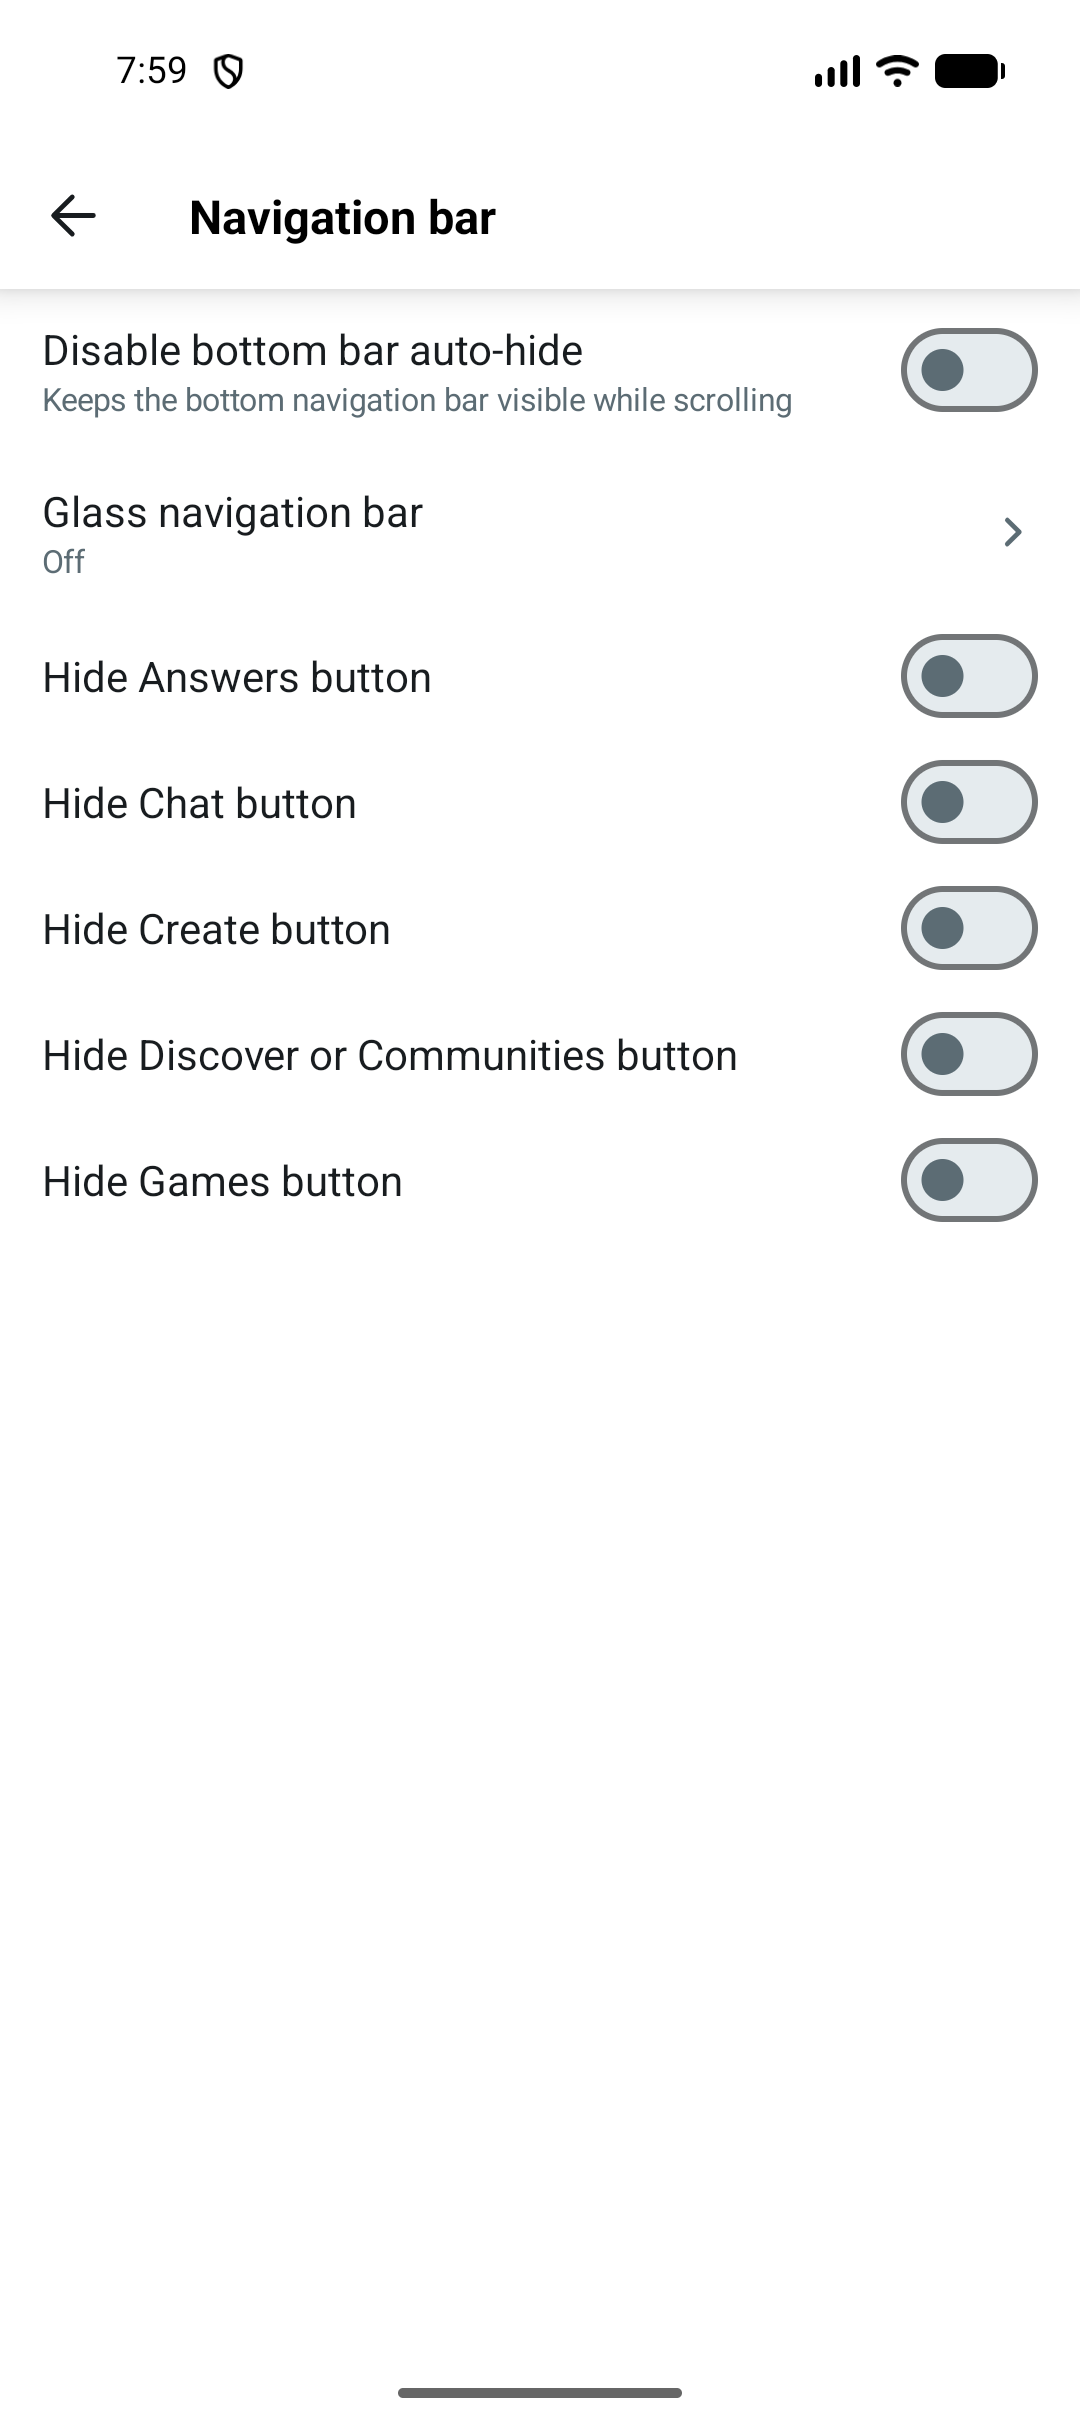 7:59
Navigation bar
Disable bottom bar auto-hide
Keeps the bottom navigation bar visible while scrolling
Glass navigation bar
Off
Hide Answers button
Hide Chat button
Hide Create button
Hide Discover or Communities button
Hide Games button